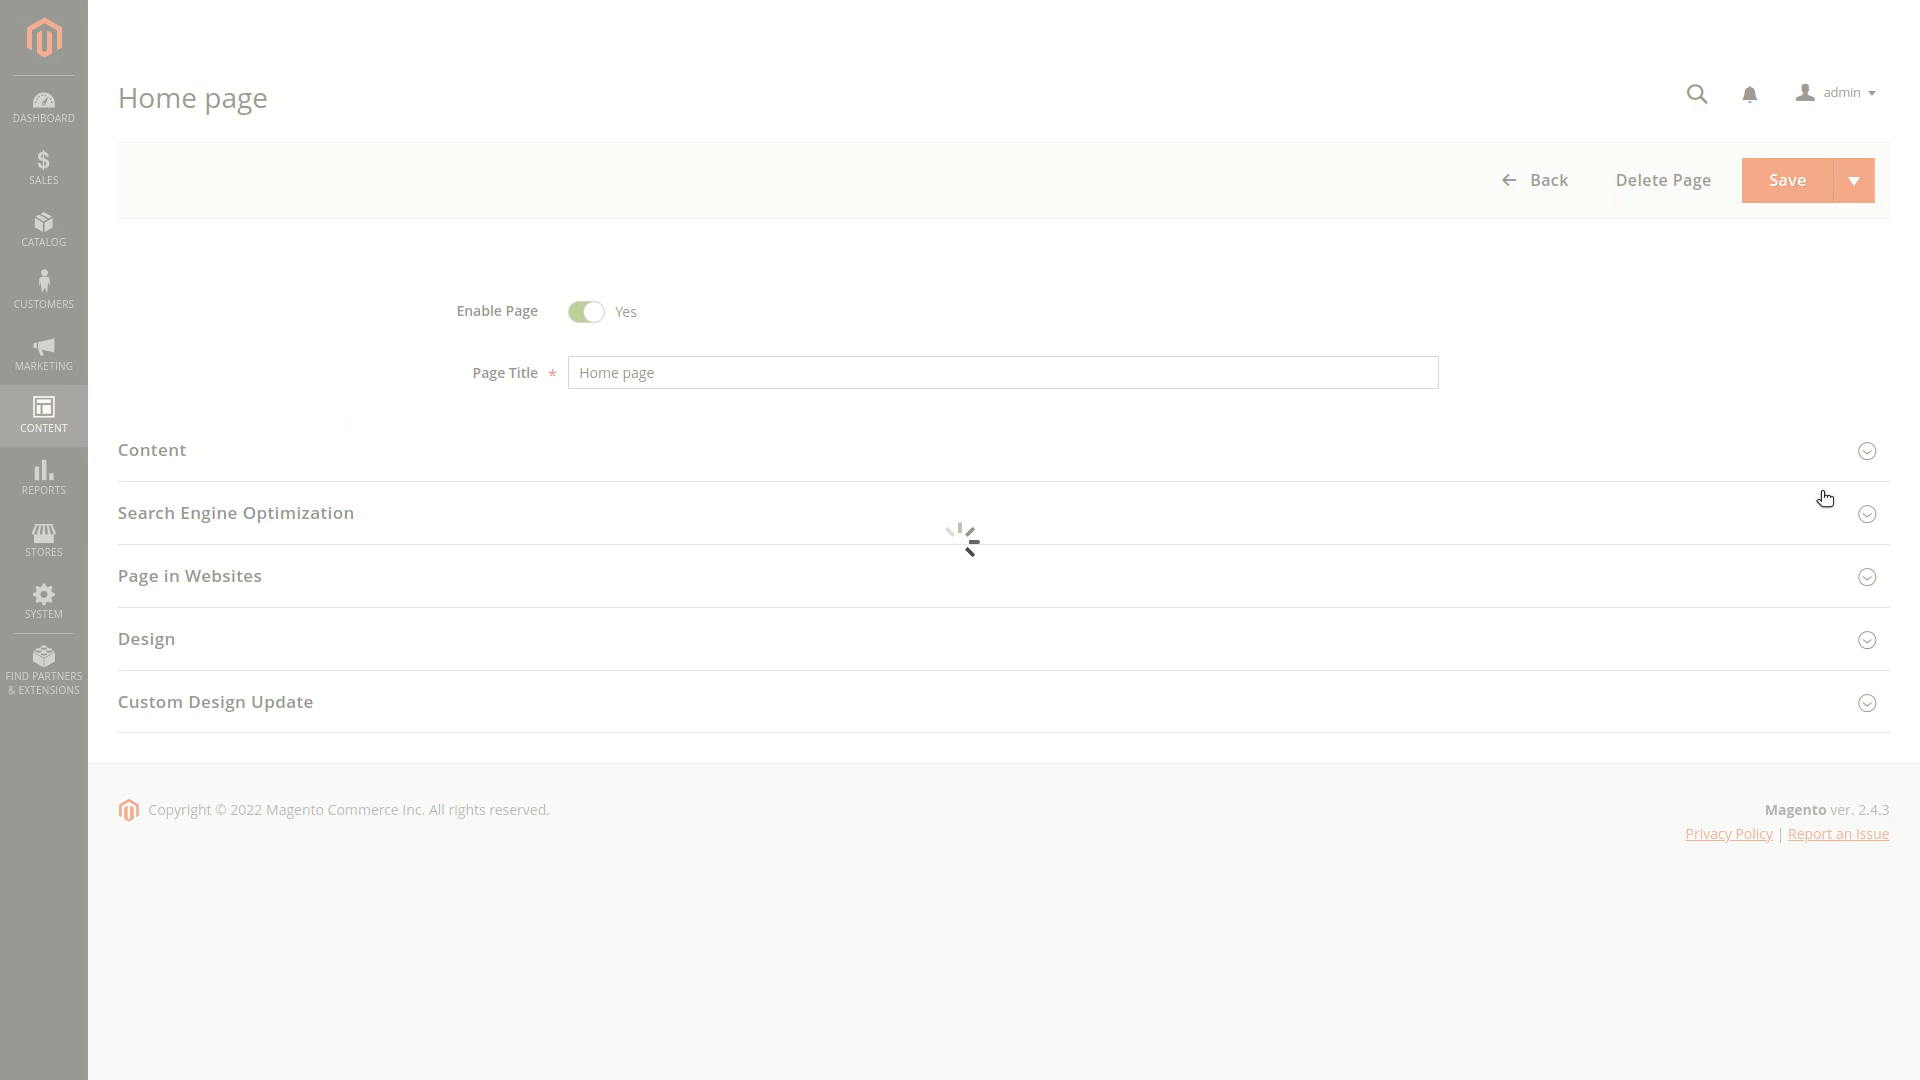 Home page
admin
Back
Delete Page
Save
DASHBOARD
SALES
CATALOG
CUSTOMERS
MARKETING
CONTENT
REPORTS
STORES
SYSTEM
FIND PARTNERS
& EXTENSIONS
Enable Page
Yes
Page Title *
Home page
Content
Search Engine Optimization
Page in Websites
Design
Custom Design Update
Copyright © 2022 Magento Commerce Inc. All rights reserved.
Magento ver. 2.4.3
Privacy Policy | Report an Issue